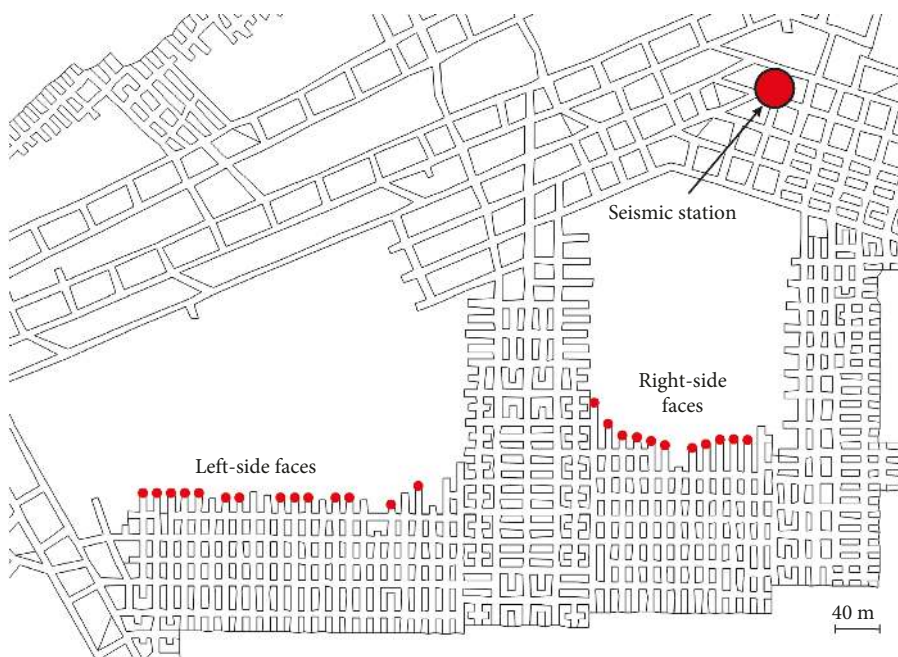 Seismic station
Right-side
faces
Left-side faces
40 m